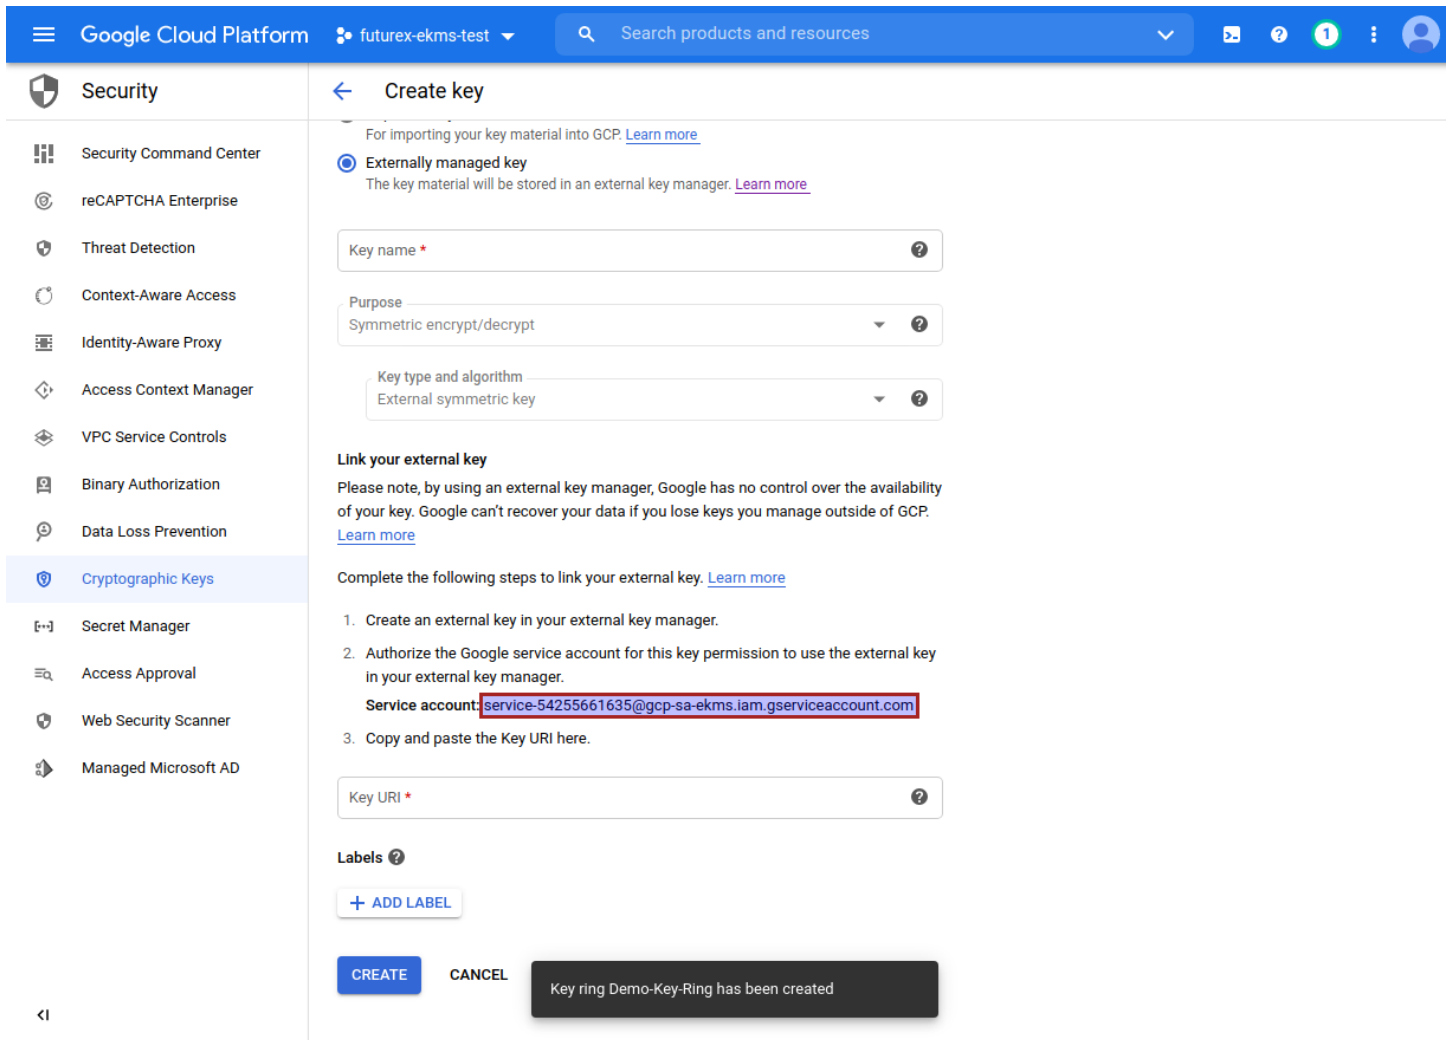 Google Cloud Platform
futurex-ekms-test
Search products and resources
1
Security
Create key
For importing your key material into GCP. Learn more
Externally managed key
The key material will be stored in an external key manager. Learn more
Security Command Center
reCAPTCHA Enterprise
Threat Detection
Context-Aware Access
Identity-Aware Proxy
Access Context Manager
VPC Service Controls
Binary Authorization
Data Loss Prevention
Cryptographic Keys
Secret Manager
Access Approval
Web Security Scanner
Managed Microsoft AD
Key name *
Purpose
Symmetric encrypt/decrypt
Key type and algorithm
External symmetric key
Link your external key
Please note, by using an external key manager, Google has no control over the availability
of your key. Google can't recover your data if you lose keys you manage outside of GCP.
Learn more
Complete the following steps to link your external key. Learn more
1. Create an external key in your external key manager.
2. Authorize the Google service account for this key permission to use the external key
in your external key manager.
Service account: service-54255661635@gcp-sa-ekms.iam.gserviceaccount.com
3. Copy and paste the Key URI here.
Key URI *
Labels
+ ADD LABEL
CREATE
CANCEL
Key ring Demo-Key-Ring has been created